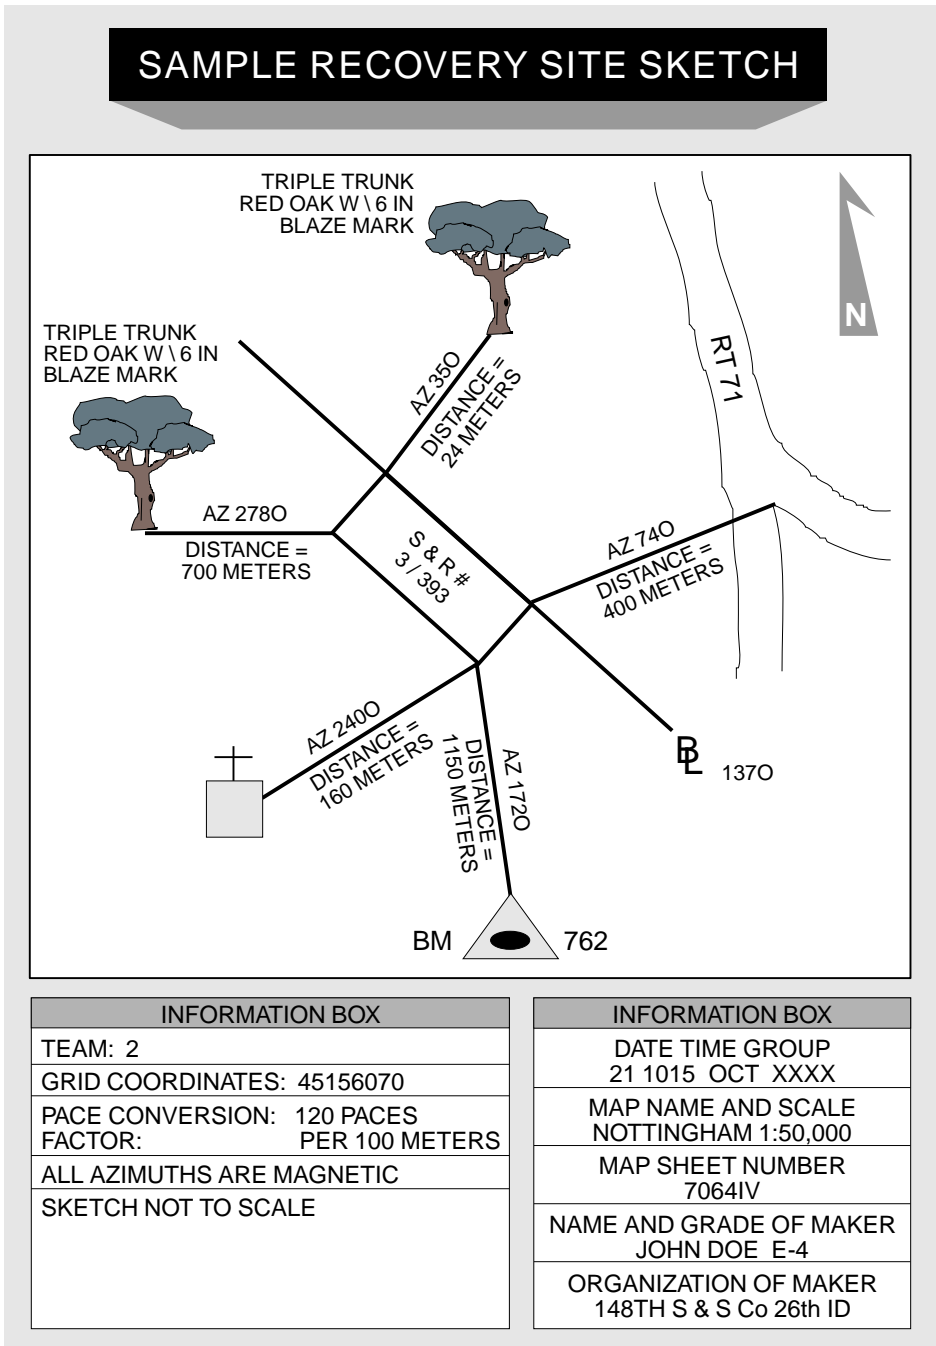 SAMPLE RECOVERY SITE SKETCH
TRIPLE TRUNK
RED OAK W \ 6 IN
BLAZE MARK
TRIPLE TRUNK
RED OAK W \ 6 IN
BLAZE MARK
N
RT 71
AZ 35O
DISTANCE =
24 METERS
AZ 278O
DISTANCE =
700 METERS
S & R #
3 / 393
AZ 74O
DISTANCE =
400 METERS
AZ 240O
DISTANCE =
160 METERS
AZ 172O
DISTANCE =
1150 METERS
BL 137O
BM 762
INFORMATION BOX
TEAM: 2
GRID COORDINATES: 45156070
PACE CONVERSION: 120 PACES
FACTOR: PER 100 METERS
ALL AZIMUTHS ARE MAGNETIC
SKETCH NOT TO SCALE
INFORMATION BOX
DATE TIME GROUP
21 1015 OCT XXXX
MAP NAME AND SCALE
NOTTINGHAM 1:50,000
MAP SHEET NUMBER
7064IV
NAME AND GRADE OF MAKER
JOHN DOE E-4
ORGANIZATION OF MAKER
148TH S & S Co 26th ID